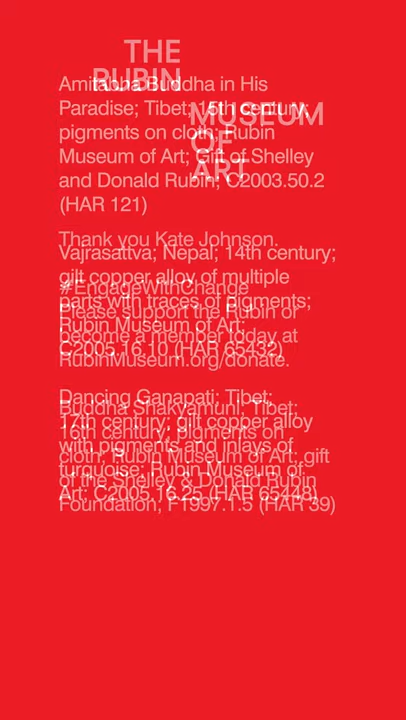 THE
RUBIN
MUSEUM
OF
ART
Amitabha Buddha in His
Paradise; Tibet; 15th century;
pigments on cloth; Rubin
Museum of Art; Gift of Shelley
and Donald Rubin; C2003.50.2
(HAR 121)
Vajrasattva; Nepal; 14th century;
gilt copper alloy of multiple
parts with traces of pigments;
Rubin Museum of Art;
C2005.16.10 (HAR 65432)
Dancing Ganapati; Tibet;
17th century; gilt copper alloy
with pigments and inlays of
turquoise; Rubin Museum of
Art; C2005.16.25 (HAR 65448)
Thank you Kate Johnson.
#EngageWithChange
Please support the Rubin or
become a member today at
RubinMuseum.org/donate.
Buddha Shakyamuni; Tibet;
16th century; pigments on
cloth; Rubin Museum of Art; gift
of the Shelley & Donald Rubin
Foundation; F1997.1.5 (HAR 39)